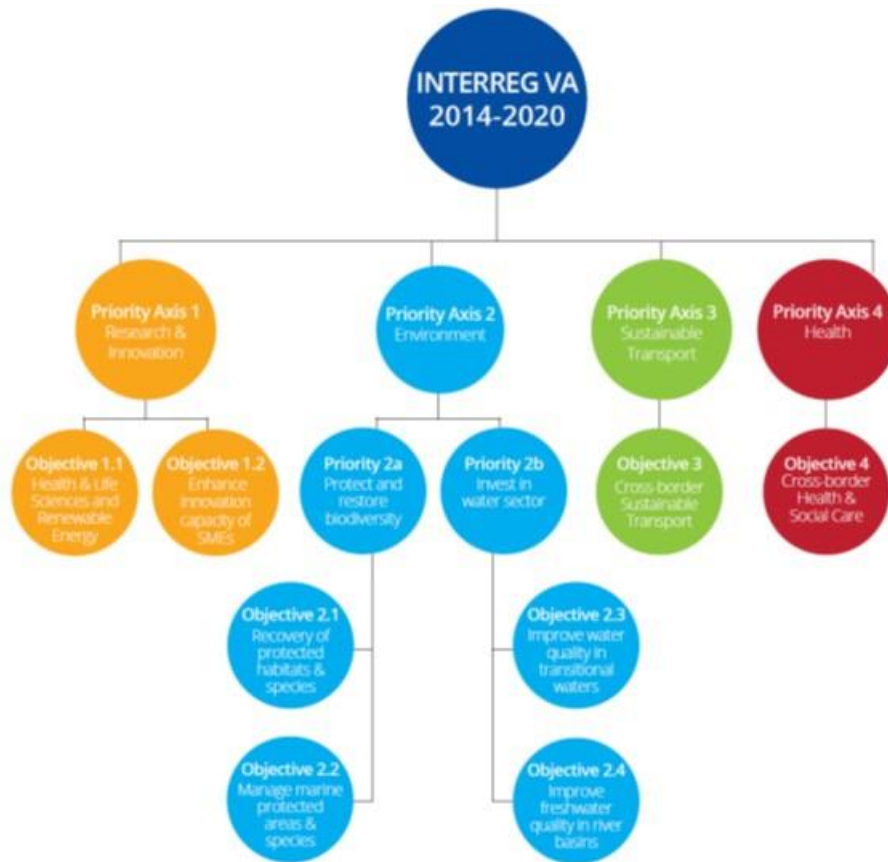 INTERREG VA
2014-2020
Priority Axis 1
Research &
Innovation
Priority Axis 2
Environment
Priority Axis 3
Sustainable
Transport
Priority Axis 4
Health
Objective 1.1
Health & Life
Sciences and
Renewable
Energy
Objective 1.2
Enhance
innovation
capacity of
SMEs
Priority 2a
Protect and
restore
biodiversity
Priority 2b
Invest in
water sector
Objective 3
Cross-border
Sustainable
Transport
Objective 4
Cross-border
Health &
Social Care
Objective 2.1
Recovery of
protected
habitats &
species
Objective 2.3
Improve water
quality in
transitional
waters
Objective 2.2
Manage marine
protected
areas &
species
Objective 2.4
Improve
freshwater
quality in river
basins